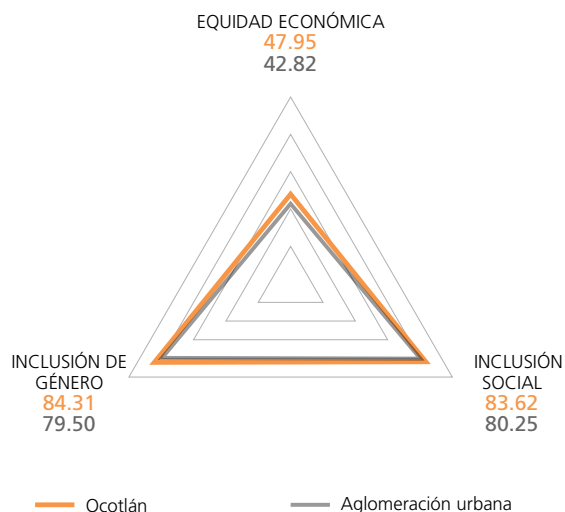 EQUIDAD ECONÓMICA
47.95
42.82
INCLUSIÓN DE
GÉNERO
84.31
79.50
INCLUSIÓN
SOCIAL
83.62
80.25
Ocotlán
Aglomeración urbana